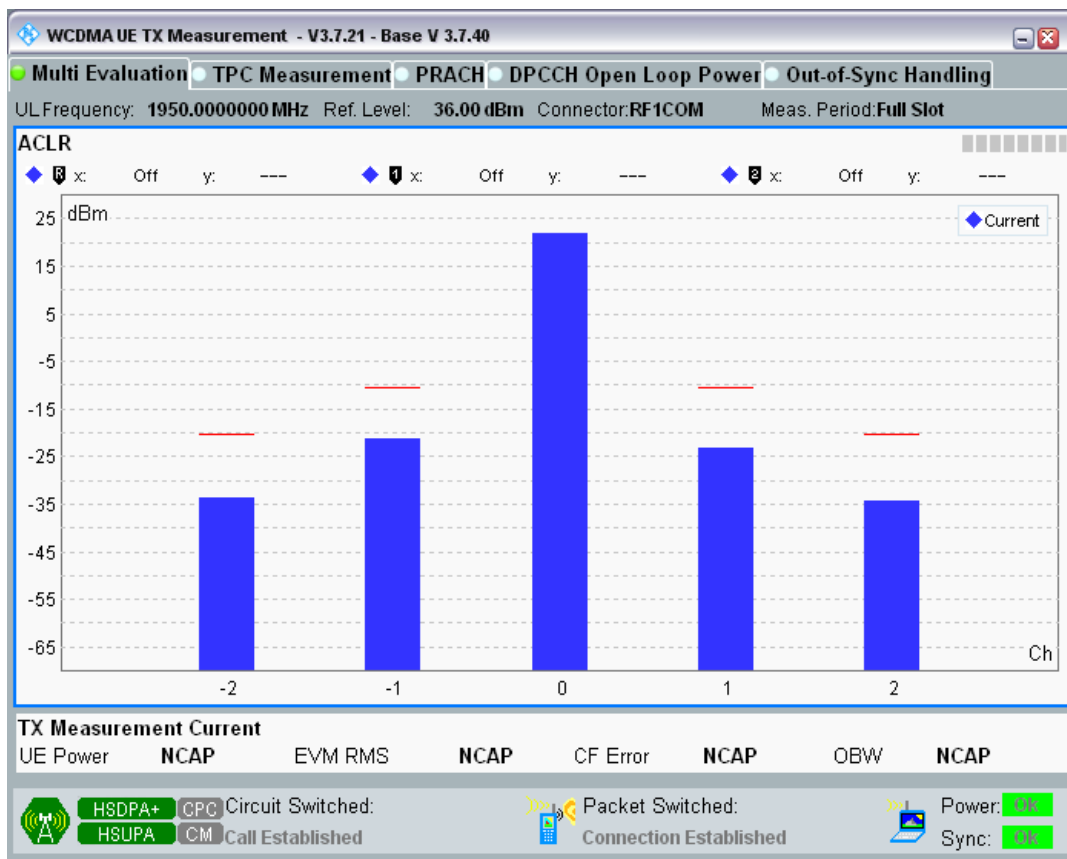 WCDMA UE TX Measurement - V3.7.21 - Base V 3.7.40
Multi Evaluation TPC Measurement PRACH DPCCH Open Loop Power Out-of-Sync Handling
UL Frequency: 1950.0000000 MHz Ref. Level: 36.00 dBm Connector:RF1COM Meas. Period:Full Slot
ACLR
R x: Off y: --- 1 x: Off y: --- 2 x: Off y: ---
dBm
Current
25
15
5
-5
-15
-25
-35
-45
-55
-65
Ch
-2 -1 0 1 2
TX Measurement Current
UE Power NCAP EVM RMS NCAP CF Error NCAP OBW NCAP
HSDPA+ CPC Circuit Switched: Packet Switched: Power: Ok
HSUPA CM Call Established Connection Established Sync: Ok